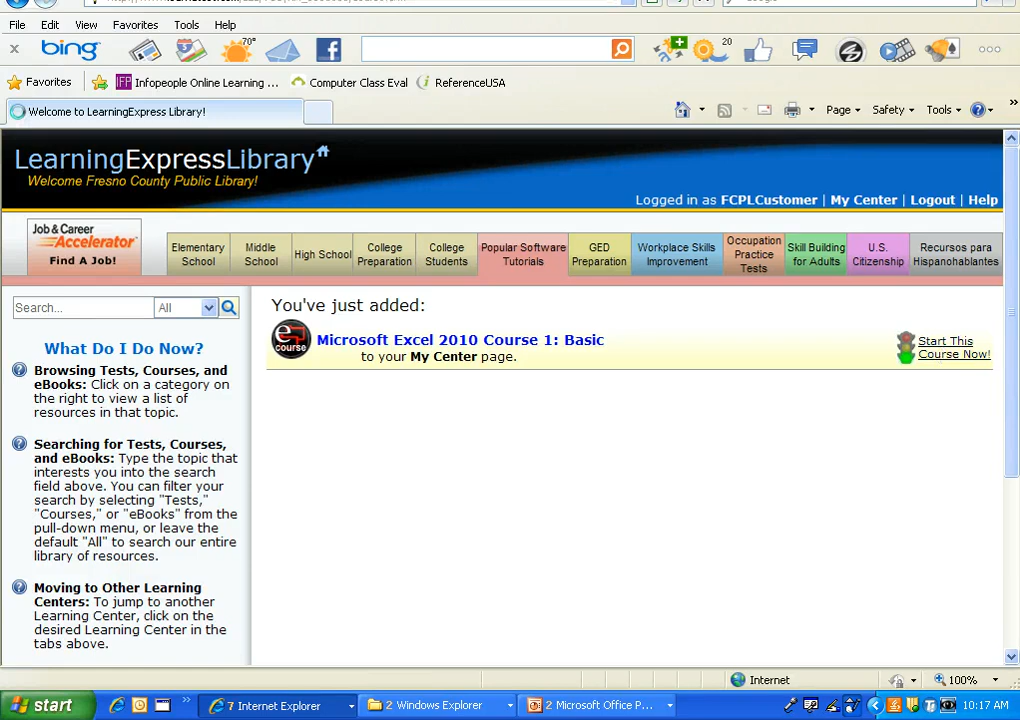 File Edit View Favorites Tools Help
bing 70° 20
Favorites Infopeople Online Learning ... Computer Class Eval ReferenceUSA
Welcome to LearningExpress Library!
Page Safety Tools
LearningExpressLibrary
Welcome Fresno County Public Library!
Logged in as FCPLCustomer | My Center | Logout | Help
Job & Career
Accelerator
Find A Job!
Elementary School
Middle School
High School
College Preparation
College Students
Popular Software Tutorials
GED Preparation
Workplace Skills Improvement
Occupation Practice Tests
Skill Building for Adults
U.S. Citizenship
Recursos para Hispanohablantes
Search... All
You've just added:
e course
Microsoft Excel 2010 Course 1: Basic
to your My Center page.
Start This
Course Now!
What Do I Do Now?
Browsing Tests, Courses, and
eBooks: Click on a category on
the right to view a list of
resources in that topic.
Searching for Tests, Courses,
and eBooks: Type the topic that
interests you into the search
field above. You can filter your
search by selecting "Tests,"
"Courses," or "eBooks" from the
pull-down menu, or leave the
default "All" to search our entire
library of resources.
Moving to Other Learning
Centers: To jump to another
Learning Center, click on the
desired Learning Center in the
tabs above.
Internet 100%
start 7 Internet Explorer 2 Windows Explorer 2 Microsoft Office P... 10:17 AM